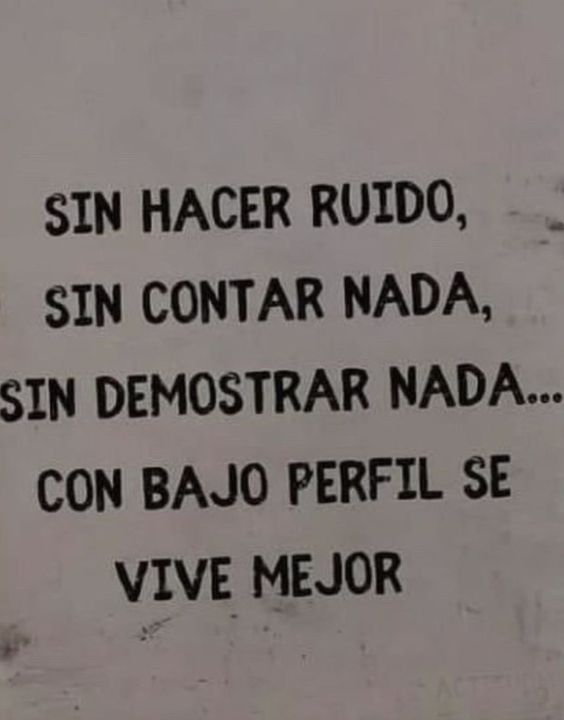 SIN HACER RUIDO,
SIN CONTAR NADA,
SIN DEMOSTRAR NADA...
CON BAJO PERFIL SE
VIVE MEJOR